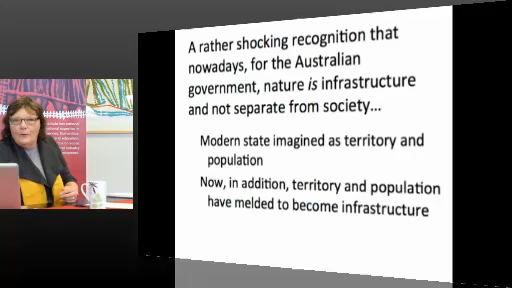 A rather shocking recognition that
nowadays, for the Australian
government, nature is infrastructure
and not separate from society...
Modern state imagined as territory and
population
Now, in addition, territory and population
have melded to become infrastructure